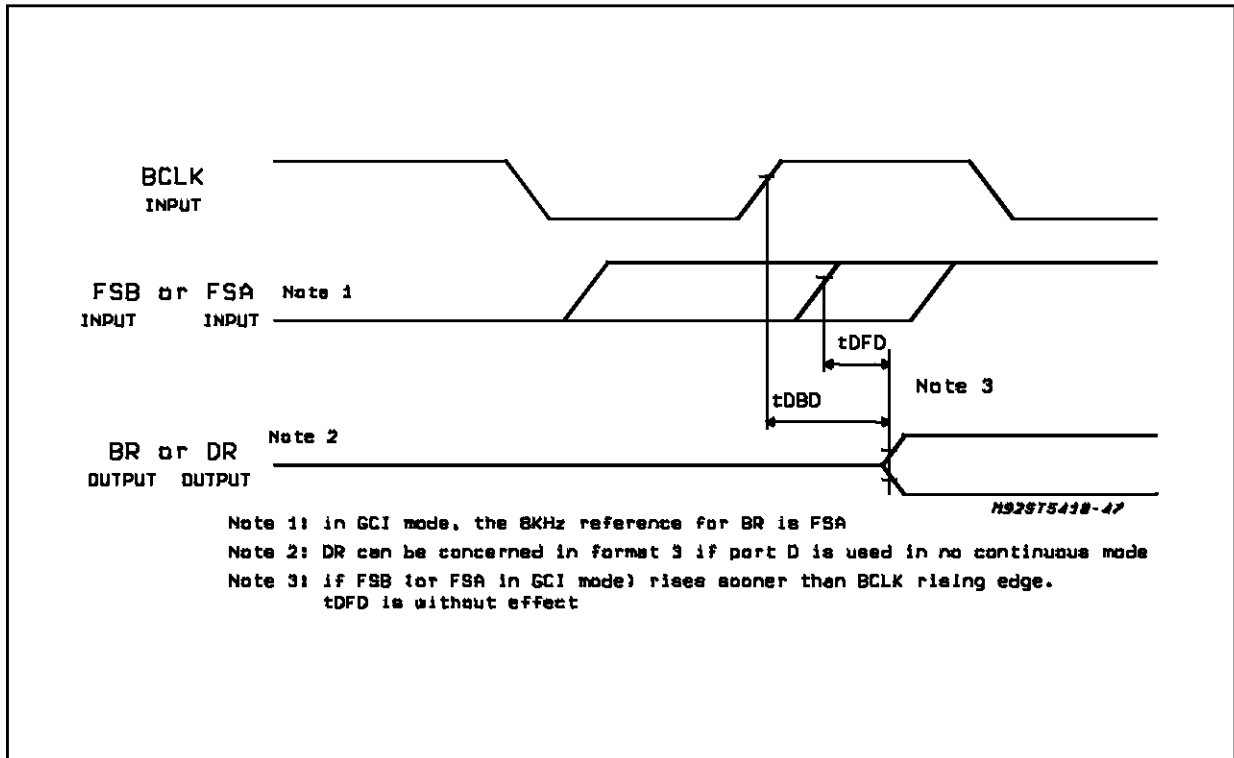 BCLK
INPUT
FSB or FSA Note 1
INPUT INPUT
tDFD
Note 3
tDBD
Note 2
BR or DR
OUTPUT OUTPUT
M92ST5410-47
Note 1: in GCI mode, the 8KHz reference for BR is FSA
Note 2: DR can be concerned in format 3 if port D is used in no continuous mode
Note 3: if FSB (or FSA in GCI mode) rises sooner than BCLK rising edge.
tDFD is without effect